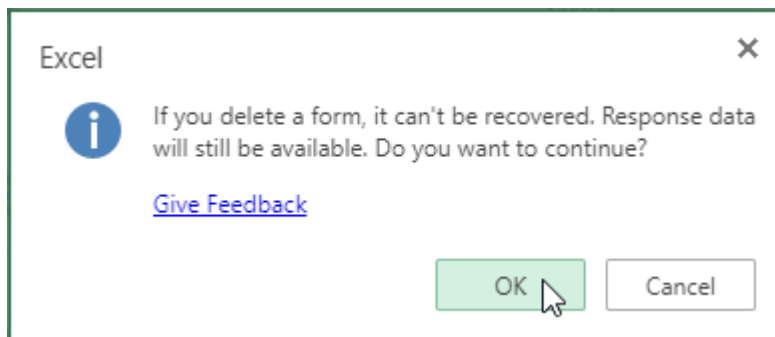 Excel
If you delete a form, it can't be recovered. Response data
will still be available. Do you want to continue?
Give Feedback
OK
Cancel